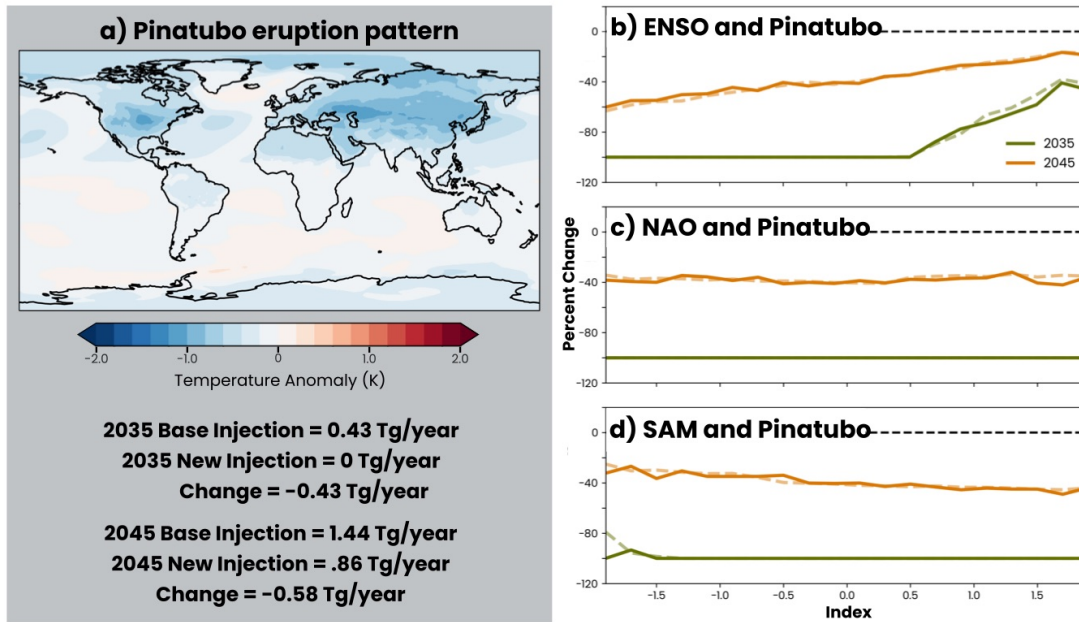 a) Pinatubo eruption pattern
-2.0 -1.0 0 1.0 2.0
Temperature Anomaly (K)
2035 Base Injection = 0.43 Tg/year
2035 New Injection = 0 Tg/year
Change = -0.43 Tg/year
2045 Base Injection = 1.44 Tg/year
2045 New Injection = .86 Tg/year
Change = -0.58 Tg/year
b) ENSO and Pinatubo
0
-40
-80
-120
2035
2045
c) NAO and Pinatubo
0
-40
-80
-120
Percent Change
d) SAM and Pinatubo
0
-40
-80
-120
-1.5 -1.0 -0.5 0.0 0.5 1.0 1.5
Index